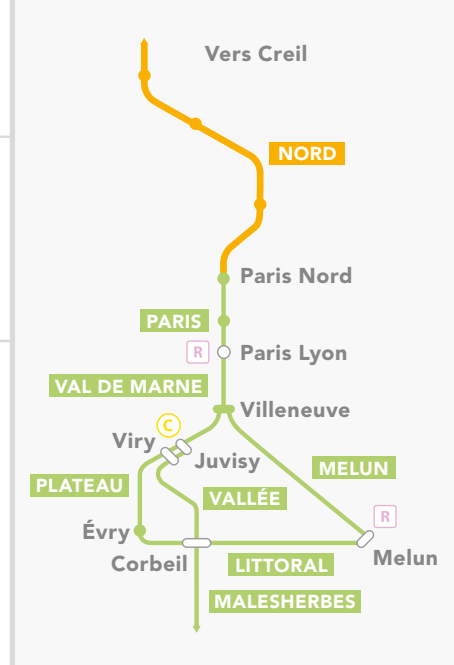 Vers Creil
NORD
Paris Nord
PARIS
R
Paris Lyon
VAL DE MARNE
Villeneuve
C
Viry
Juvisy
MELUN
PLATEAU
VALLÉE
R
Évry
Corbeil
LITTORAL
Melun
MALESHERBES